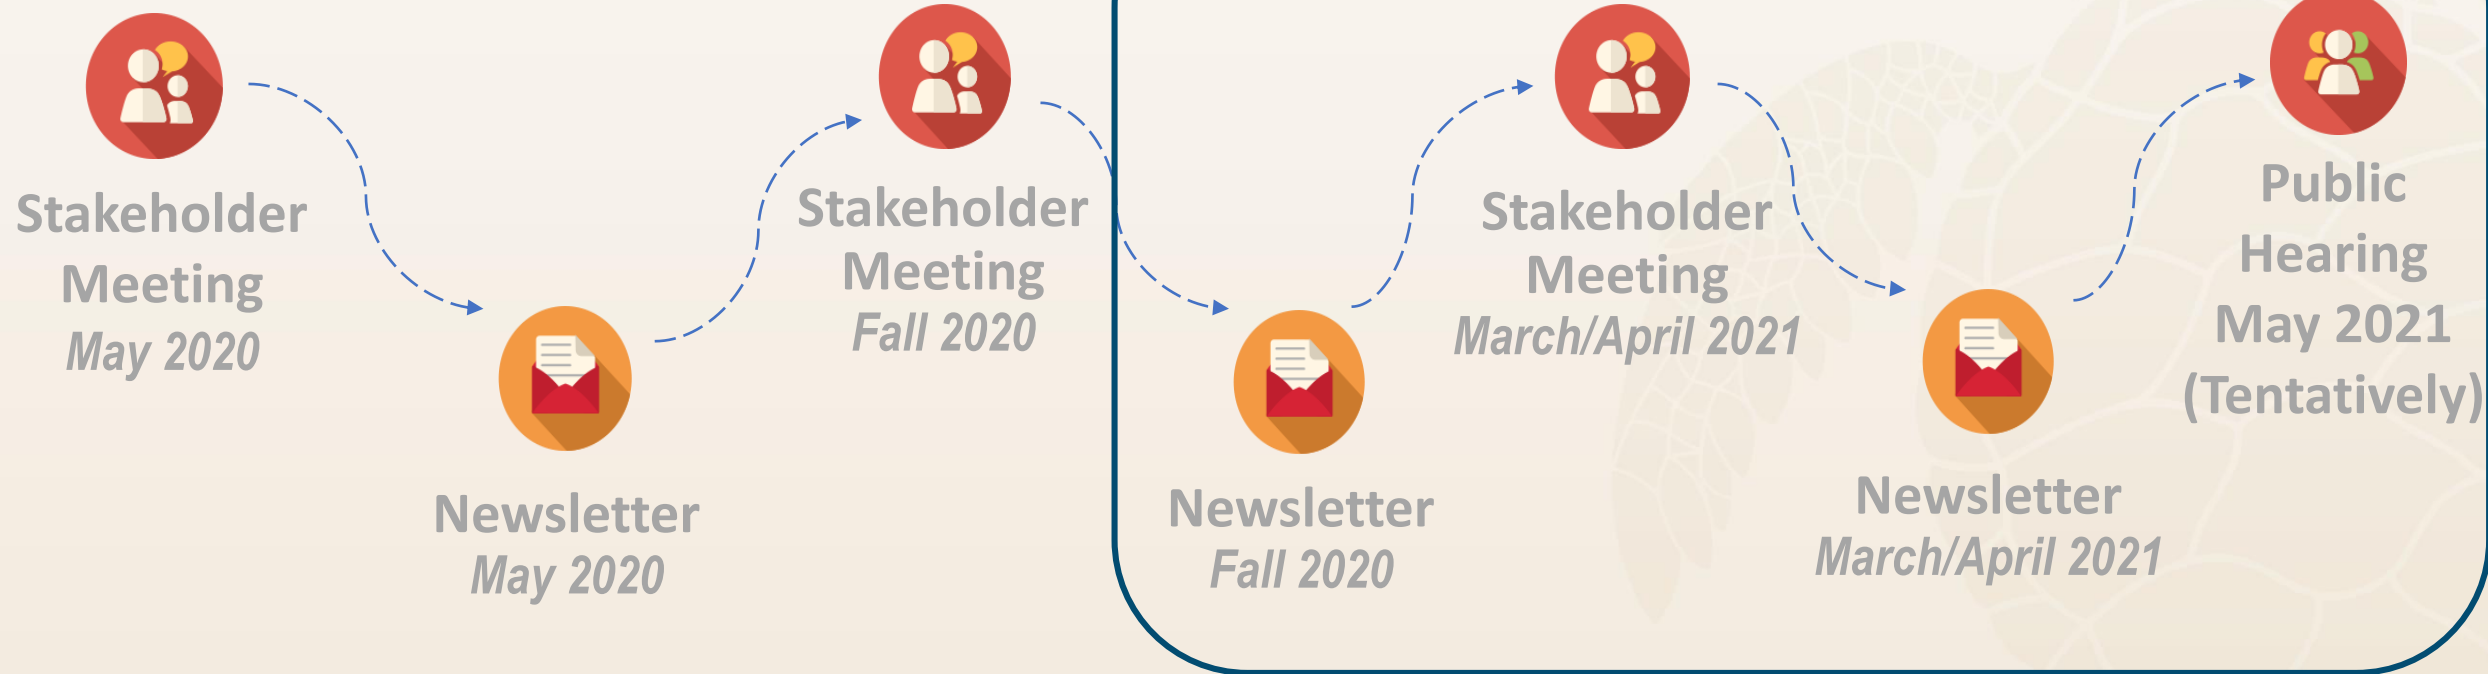 Stakeholder
Meeting
May 2020
Newsletter
May 2020
Stakeholder
Meeting
Fall 2020
Newsletter
Fall 2020
Stakeholder
Meeting
March/April 2021
Newsletter
March/April 2021
Public
Hearing
May 2021
(Tentatively)